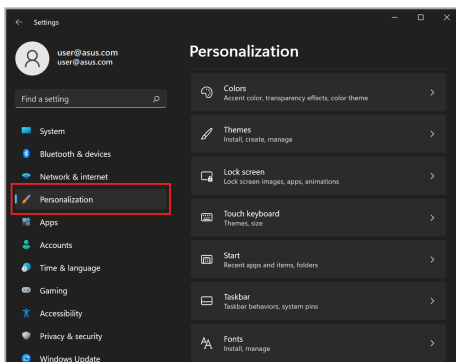 Settings
user@asus.com
user@asus.com
Find a setting
System
Bluetooth & devices
Network & internet
Personalization
Apps
Accounts
Time & language
Gaming
Accessibility
Privacy & security
Windows Update
Personalization
Colors
Accent color, transparency effects, color theme
Themes
Install, create, manage
Lock screen
Lock screen images, apps, animations
Touch keyboard
Themes, size
Start
Recent apps and items, folders
Taskbar
Taskbar behaviors, system pins
Fonts
Install, manage